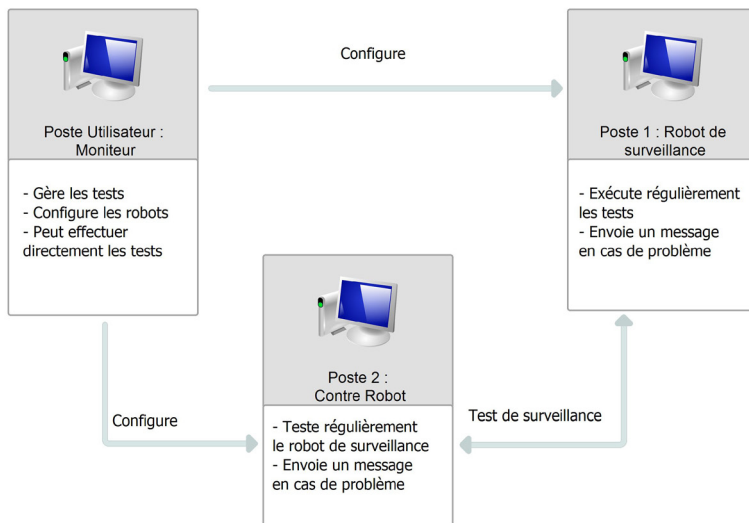 Configure
Poste Utilisateur :
Moniteur
- Gère les tests
- Configure les robots
- Peut effectuer
directement les tests
Poste 1 : Robot de
surveillance
- Exécute régulièrement
les tests
- Envoie un message
en cas de problème
Configure
Poste 2 :
Contre Robot
- Teste régulièrement
le robot de surveillance
- Envoie un message
en cas de problème
Test de surveillance